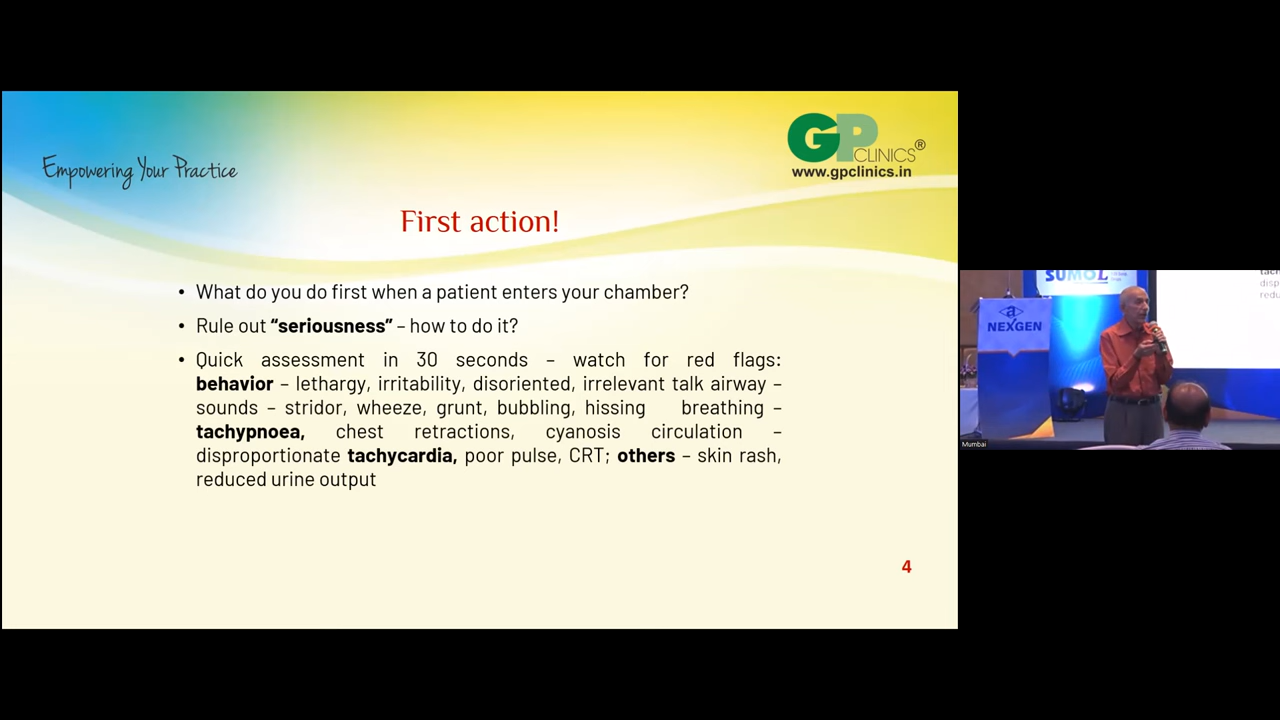 Empowering Your Practice
GP
CLINICS®
www.gpclinics.in
First action!
• What do you do first when a patient enters your chamber?
• Rule out “seriousness” – how to do it?
• Quick assessment in 30 seconds – watch for red flags:
behavior – lethargy, irritability, disoriented, irrelevant talk airway –
sounds – stridor, wheeze, grunt, bubbling, hissing breathing –
tachypnoea, chest retractions, cyanosis circulation –
disproportionate tachycardia, poor pulse, CRT; others – skin rash,
reduced urine output
4
SUMOL
a
NEXGEN
disp
redu
Mumbai